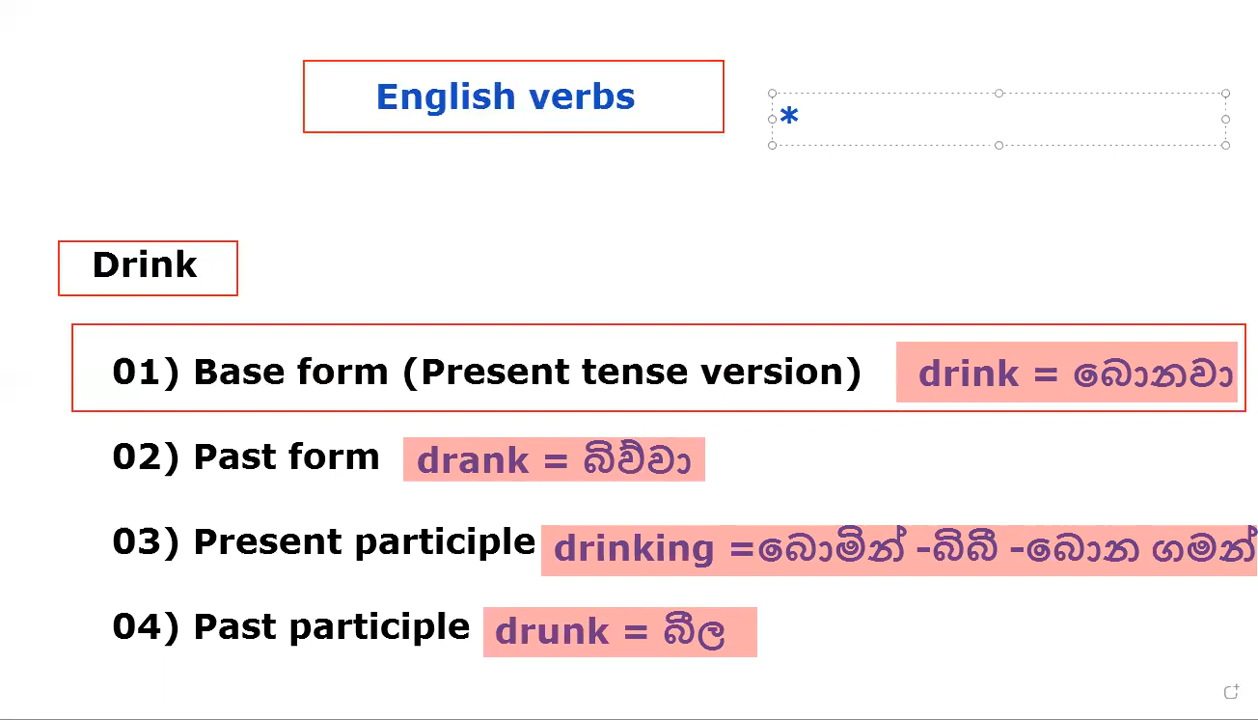 English verbs
*
Drink
01) Base form (Present tense version) drink = බොනවා
02) Past form drank = බිව්වා
03) Present participle drinking =බොමින් -බිබී -බොන ගමන්
04) Past participle drunk = බීල